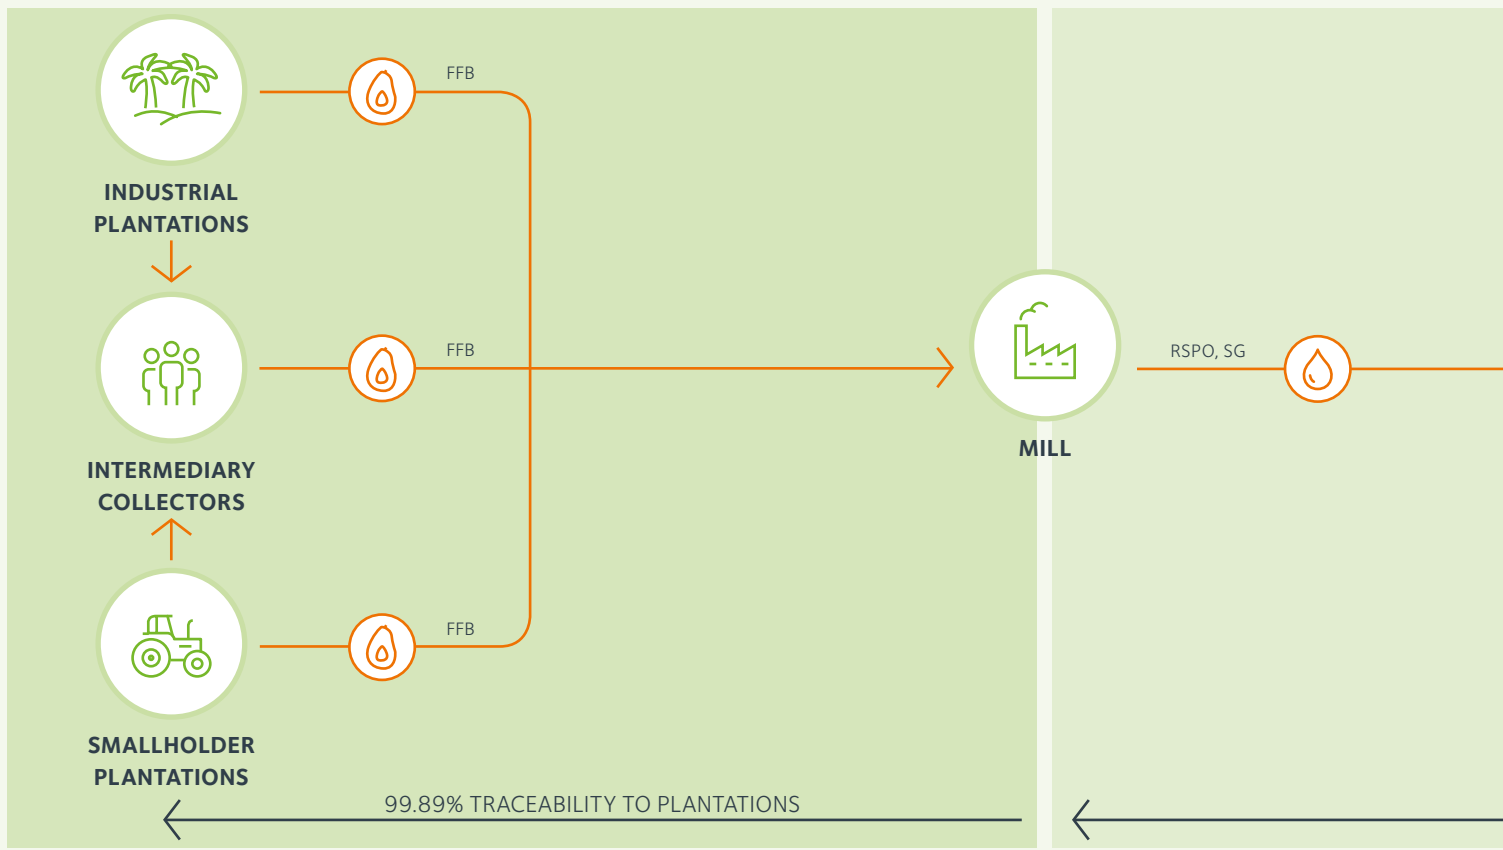 FFB
INDUSTRIAL
PLANTATIONS
FFB
RSPO, SG
MILL
INTERMEDIARY
COLLECTORS
FFB
SMALLHOLDER
PLANTATIONS
99.89% TRACEABILITY TO PLANTATIONS